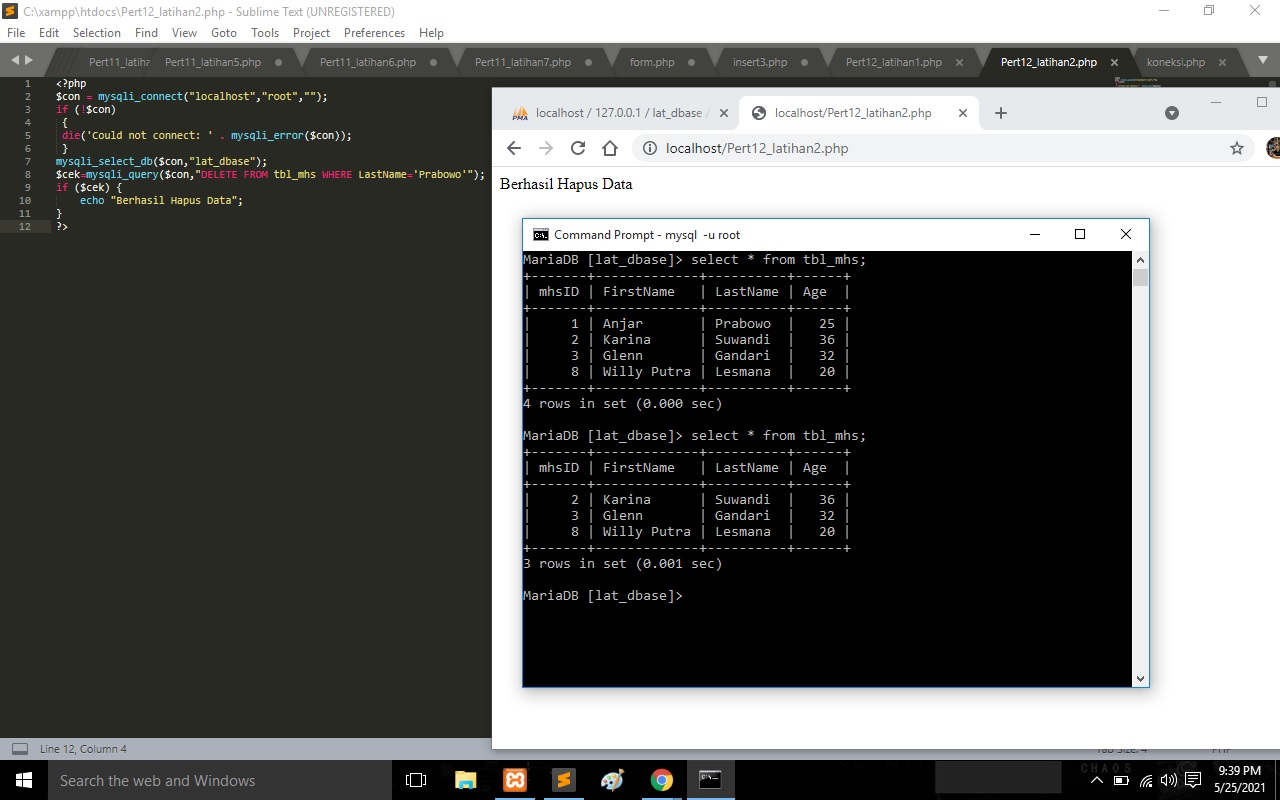 C:\xampp\htdocs\Pert12_latihan2.php - Sublime Text (UNREGISTERED)
File Edit Selection Find View Goto Tools Project Preferences Help
Pert11_latiha Pert11_latihan5.php Pert11_latihan6.php Pert11_latihan7.php form.php insert3.php Pert12_latihan1.php Pert12_latihan2.php koneksi.php
1 <?php
2 $con = mysqli_connect("localhost","root","");
3 if (!$con)
4 {
5 die('Could not connect: ' . mysqli_error($con));
6 }
7 mysqli_select_db($con,"lat_dbase");
8 $cek=mysqli_query($con,"DELETE FROM tbl_mhs WHERE LastName='Prabowo'");
9 if ($cek) {
10 echo "Berhasil Hapus Data";
11 }
12 ?>
localhost / 127.0.0.1 / lat_dbase / localhost/Pert12_latihan2.php
localhost/Pert12_latihan2.php
Berhasil Hapus Data
Command Prompt - mysql -u root
MariaDB [lat_dbase]> select * from tbl_mhs;
+-------+-------------+----------+------+
| mhsID | FirstName   | LastName | Age  |
+-------+-------------+----------+------+
|     1 | Anjar       | Prabowo  |   25 |
|     2 | Karina      | Suwandi  |   36 |
|     3 | Glenn       | Gandari  |   32 |
|     8 | Willy Putra | Lesmana  |   20 |
+-------+-------------+----------+------+
4 rows in set (0.000 sec)
MariaDB [lat_dbase]> select * from tbl_mhs;
+-------+-------------+----------+------+
| mhsID | FirstName   | LastName | Age  |
+-------+-------------+----------+------+
|     2 | Karina      | Suwandi  |   36 |
|     3 | Glenn       | Gandari  |   32 |
|     8 | Willy Putra | Lesmana  |   20 |
+-------+-------------+----------+------+
3 rows in set (0.001 sec)
MariaDB [lat_dbase]>
Line 12, Column 4
Tab Size: 4 PHP
Search the web and Windows
CHAOS
9:39 PM
5/25/2021